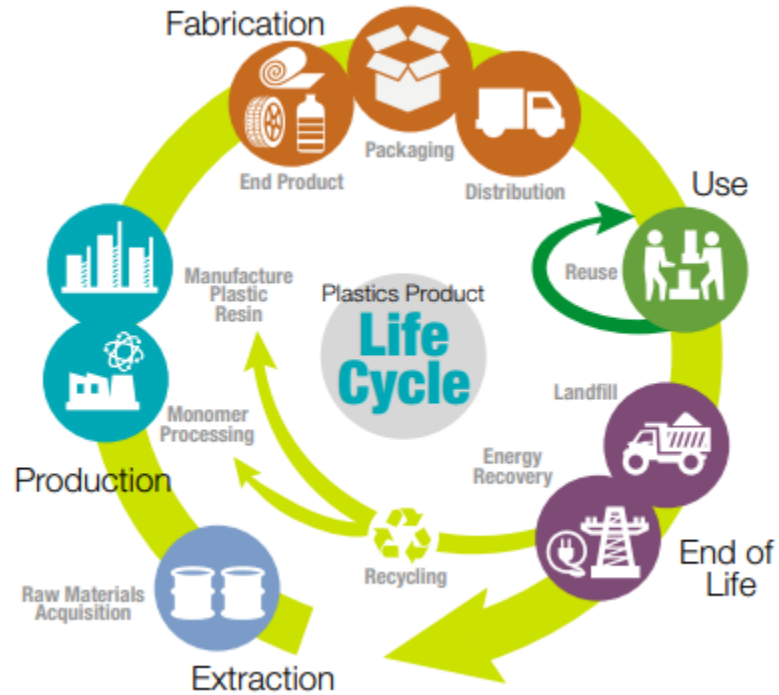 Fabrication
End Product
Packaging
Distribution
Use
Reuse
Manufacture
Plastic
Resin
Plastics Product
Life
Cycle
Landfill
Monomer
Processing
Energy
Recovery
Production
End of
Life
Recycling
Raw Materials
Acquisition
Extraction